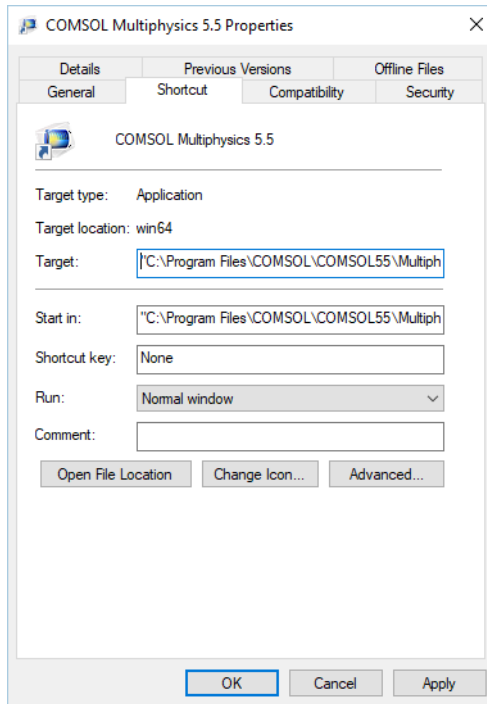 COMSOL Multiphysics 5.5 Properties
Details Previous Versions Offline Files
General Shortcut Compatibility Security
COMSOL Multiphysics 5.5
Target type: Application
Target location: win64
Target: "C:\Program Files\COMSOL\COMSOL55\Multiph
Start in: "C:\Program Files\COMSOL\COMSOL55\Multiph
Shortcut key: None
Run: Normal window
Comment:
Open File Location Change Icon... Advanced...
OK Cancel Apply